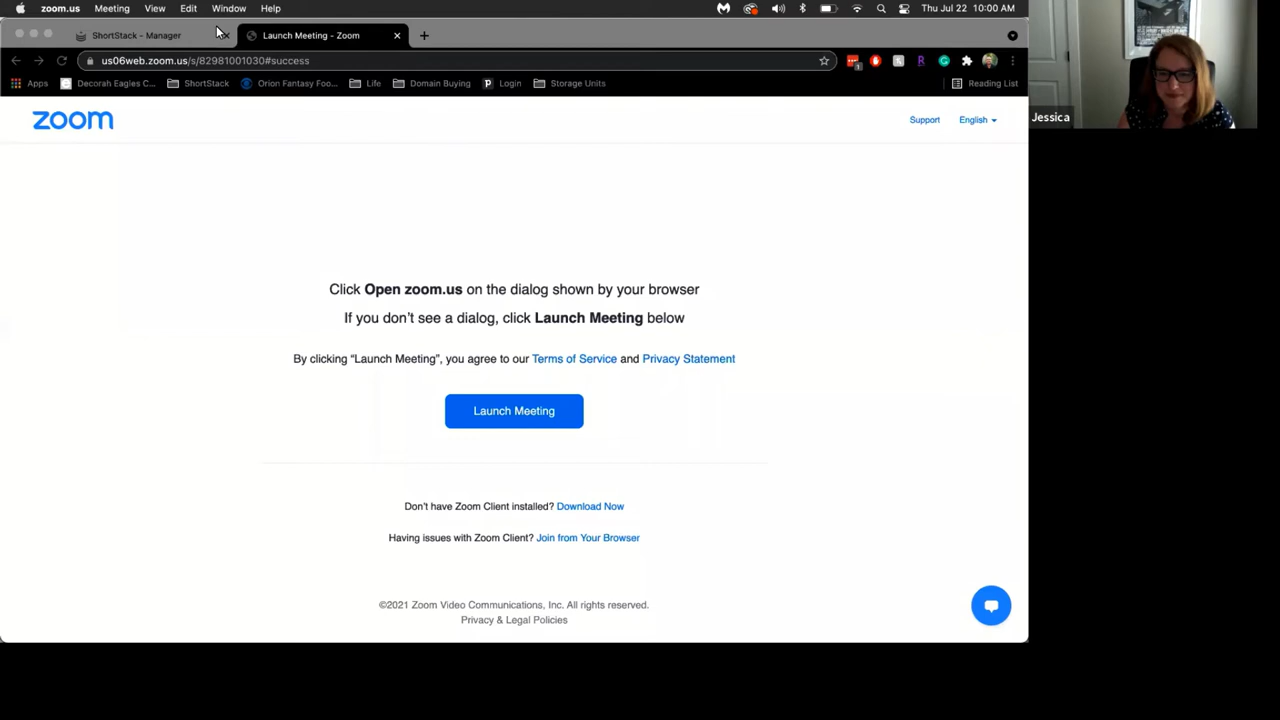 zoom.us Meeting View Edit Window Help Thu Jul 22 10:00 AM
ShortStack - Manager Launch Meeting - Zoom
us06web.zoom.us/s/82981001030#success
Apps Decorah Eagles C... ShortStack Orion Fantasy Foo... Life Domain Buying Login Storage Units Reading List
zoom
Support English
Jessica
Click Open zoom.us on the dialog shown by your browser
If you don't see a dialog, click Launch Meeting below
By clicking “Launch Meeting”, you agree to our Terms of Service and Privacy Statement
Launch Meeting
Don't have Zoom Client installed? Download Now
Having issues with Zoom Client? Join from Your Browser
©2021 Zoom Video Communications, Inc. All rights reserved.
Privacy & Legal Policies